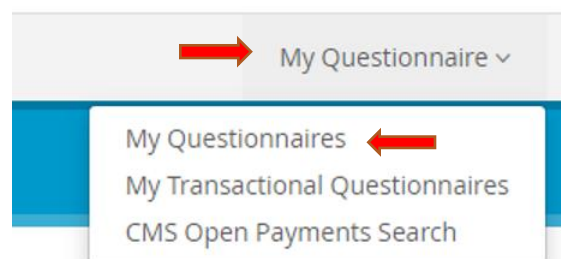 My Questionnaire
My Questionnaires
My Transactional Questionnaires
CMS Open Payments Search